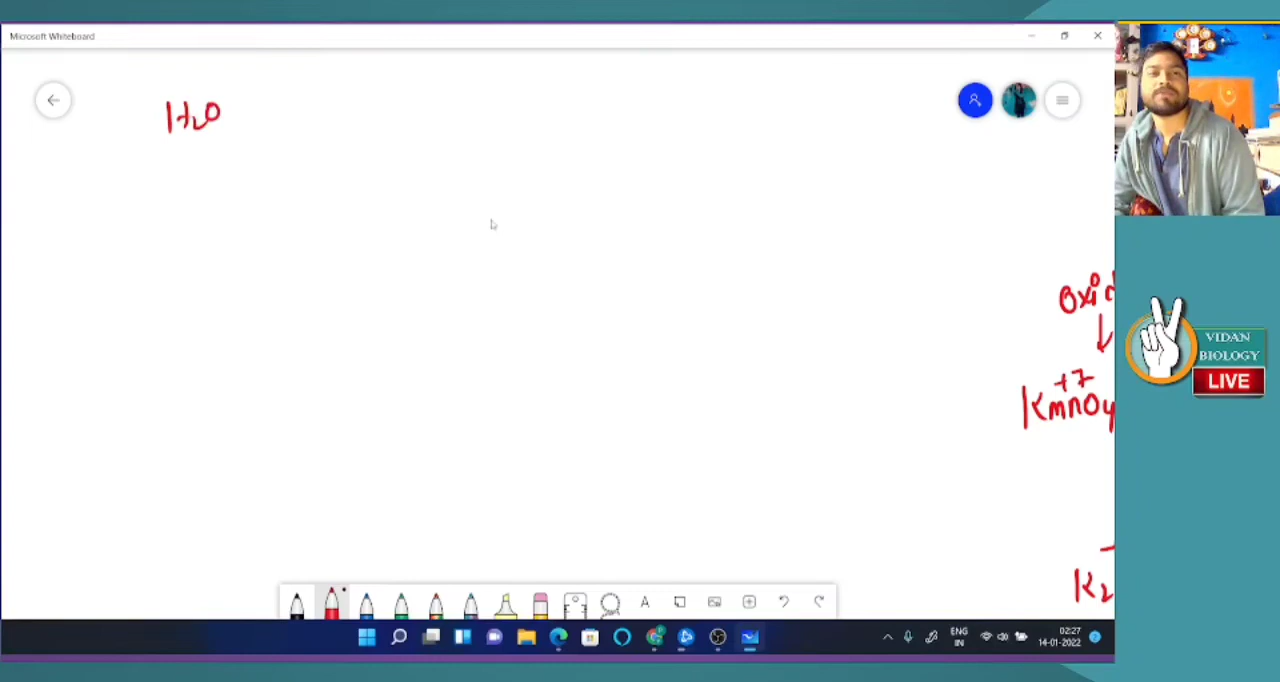 Microsoft Whiteboard
H₂O
+7
KMnO4
VIDAN
BIOLOGY
LIVE
A
ENG
IN
02:27
14-01-2022